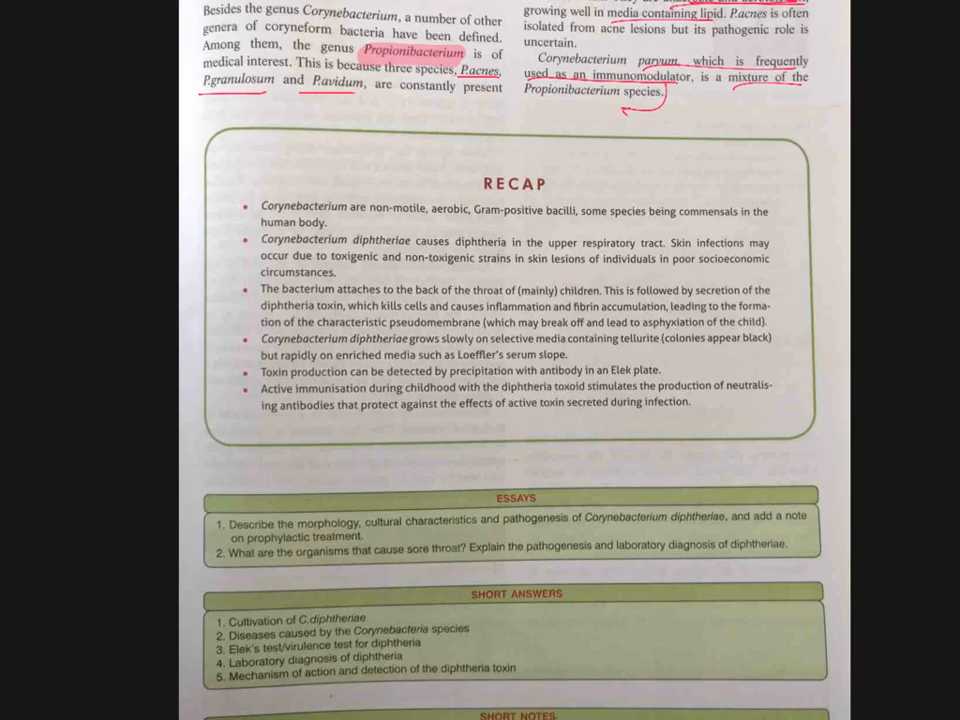 Besides the genus Corynebacterium, a number of other
genera of coryneform bacteria have been defined.
Among them, the genus Propionibacterium is of
medical interest. This is because three species, P.acnes,
P.granulosum and P.avidum, are constantly present
growing well in media containing lipid. P.acnes is often
isolated from acne lesions but its pathogenic role is
uncertain.
Corynebacterium parvum, which is frequently
used as an immunomodulator, is a mixture of the
Propionibacterium species.
RECAP
• Corynebacterium are non-motile, aerobic, Gram-positive bacilli, some species being commensals in the
human body.
• Corynebacterium diphtheriae causes diphtheria in the upper respiratory tract. Skin infections may
occur due to toxigenic and non-toxigenic strains in skin lesions of individuals in poor socioeconomic
circumstances.
• The bacterium attaches to the back of the throat of (mainly) children. This is followed by secretion of the
diphtheria toxin, which kills cells and causes inflammation and fibrin accumulation, leading to the forma-
tion of the characteristic pseudomembrane (which may break off and lead to asphyxiation of the child).
• Corynebacterium diphtheriae grows slowly on selective media containing tellurite (colonies appear black)
but rapidly on enriched media such as Loeffler's serum slope.
• Toxin production can be detected by precipitation with antibody in an Elek plate.
• Active immunisation during childhood with the diphtheria toxoid stimulates the production of neutralis-
ing antibodies that protect against the effects of active toxin secreted during infection.
ESSAYS
1. Describe the morphology, cultural characteristics and pathogenesis of Corynebacterium diphtheriae, and add a note
on prophylactic treatment.
2. What are the organisms that cause sore throat? Explain the pathogenesis and laboratory diagnosis of diphtheriae.
SHORT ANSWERS
1. Cultivation of C.diphtheriae
2. Diseases caused by the Corynebacteria species
3. Elek's test/virulence test for diphtheria
4. Laboratory diagnosis of diphtheria
5. Mechanism of action and detection of the diphtheria toxin
SHORT NOTES